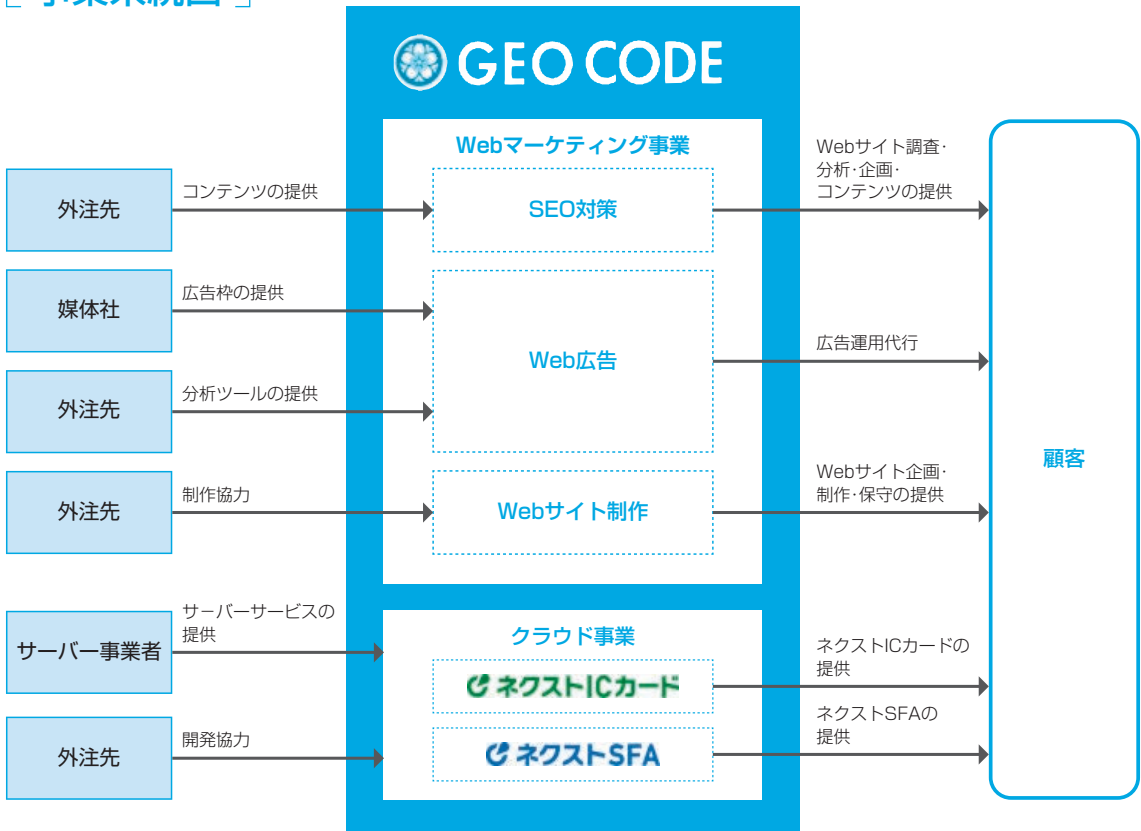 [事業系統図]
GEO CODE
Webマーケティング事業
外注先
コンテンツの提供
SEO対策
Webサイト調査・
分析・企画・
コンテンツの提供
媒体社
広告枠の提供
Web広告
広告運用代行
外注先
分析ツールの提供
外注先
制作協力
Webサイト制作
Webサイト企画・
制作・保守の提供
顧客
サーバー事業者
サーバーサービスの
提供
クラウド事業
ネクストICカード
ネクストICカードの
提供
外注先
開発協力
ネクストSFA
ネクストSFAの
提供